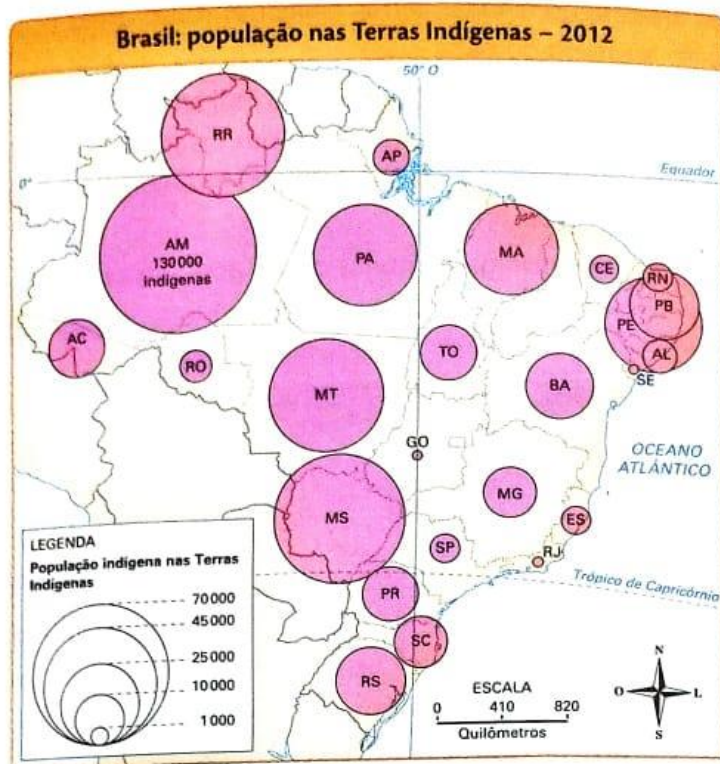 Brasil: população nas Terras Indígenas – 2012
50° O
RR
AP
Equador
0°
AM
130 000
indígenas
PA
MA
CE
RN
PB
PE
AC
RO
TO
AL
SE
MT
BA
GO
OCEANO
ATLÂNTICO
MS
MG
ES
SP
RJ
Trópico de Capricórnio
PR
SC
RS
LEGENDA
População indígena nas Terras
Indígenas
70 000
45 000
25 000
10 000
1 000
ESCALA
0 410 820
Quilômetros
N
O L
S